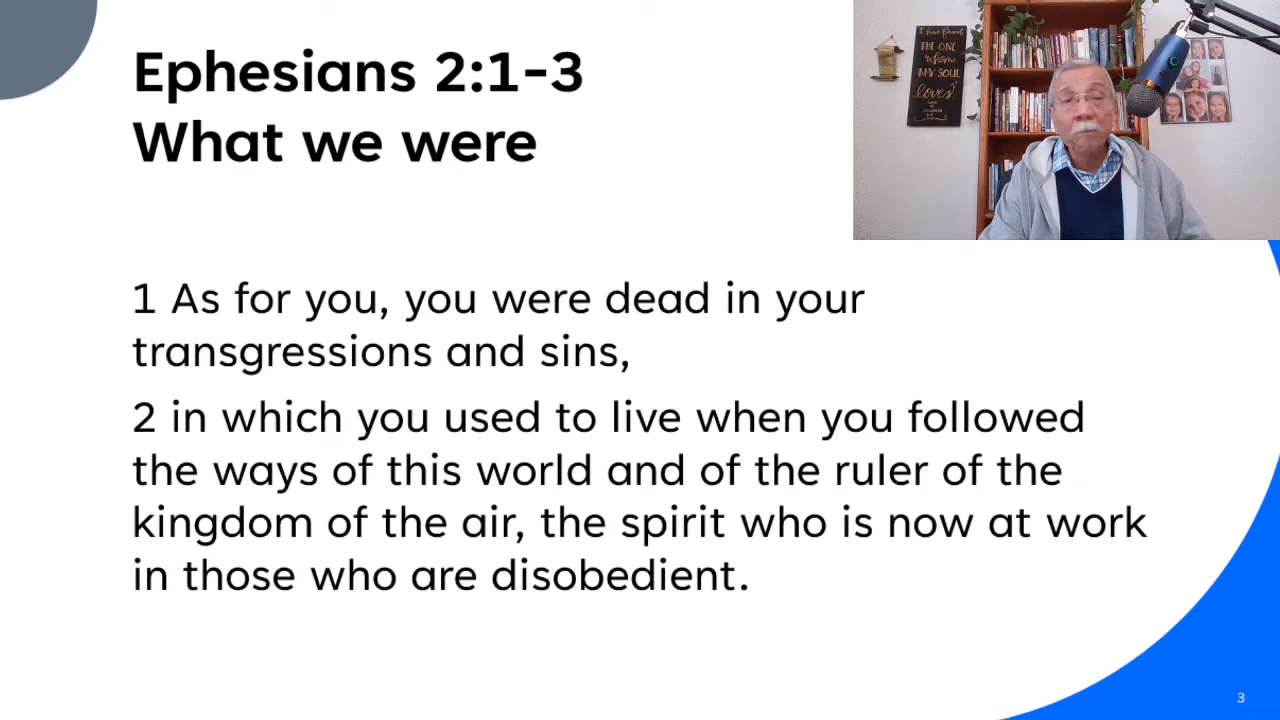 Ephesians 2:1-3
What we were
I have found
THE ONE
whom
MY SOUL
loves
1 As for you, you were dead in your
transgressions and sins,
2 in which you used to live when you followed
the ways of this world and of the ruler of the
kingdom of the air, the spirit who is now at work
in those who are disobedient.
3